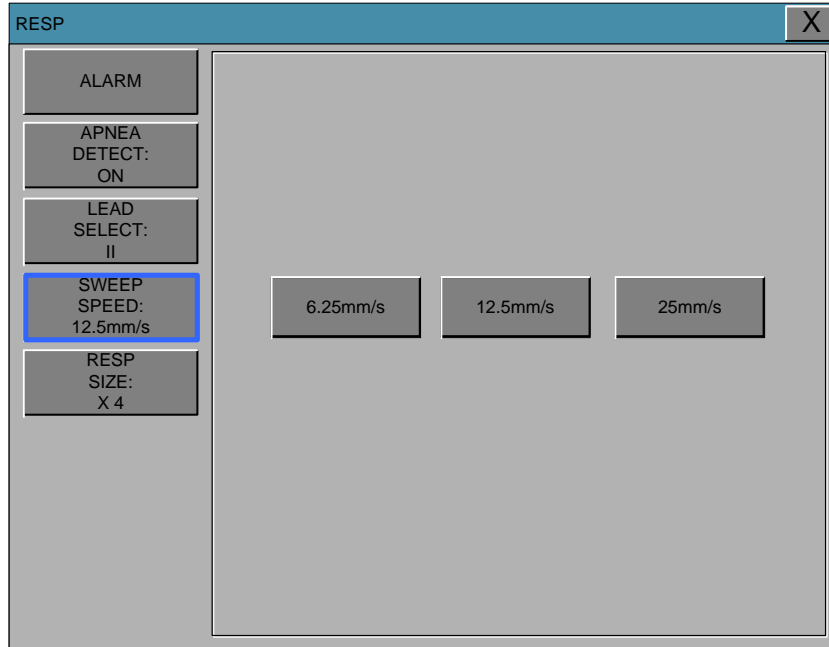 RESP
X
ALARM
APNEA
DETECT:
ON
LEAD
SELECT:
II
SWEEP
SPEED:
12.5mm/s
RESP
SIZE:
X 4
6.25mm/s
12.5mm/s
25mm/s